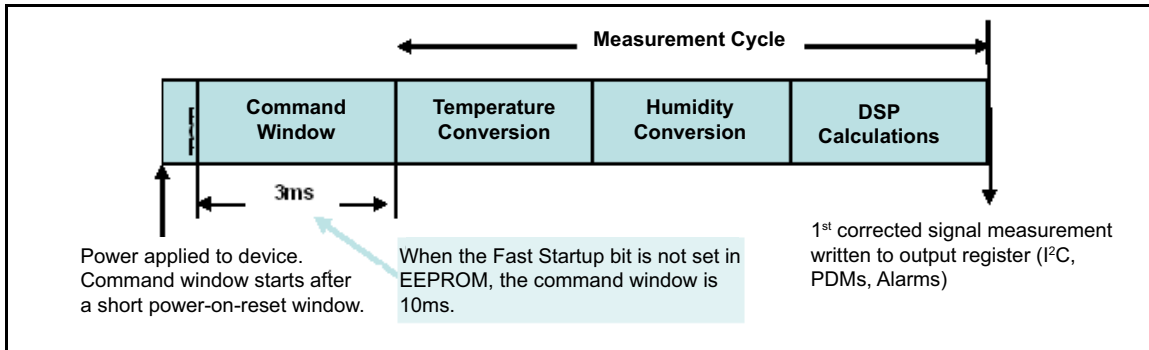 Measurement Cycle
Command
Window
Temperature
Conversion
Humidity
Conversion
DSP
Calculations
3ms
Power applied to device.
Command window starts after
a short power-on-reset window.
When the Fast Startup bit is not set in
EEPROM, the command window is
10ms.
1st corrected signal measurement
written to output register (I²C,
PDMs, Alarms)